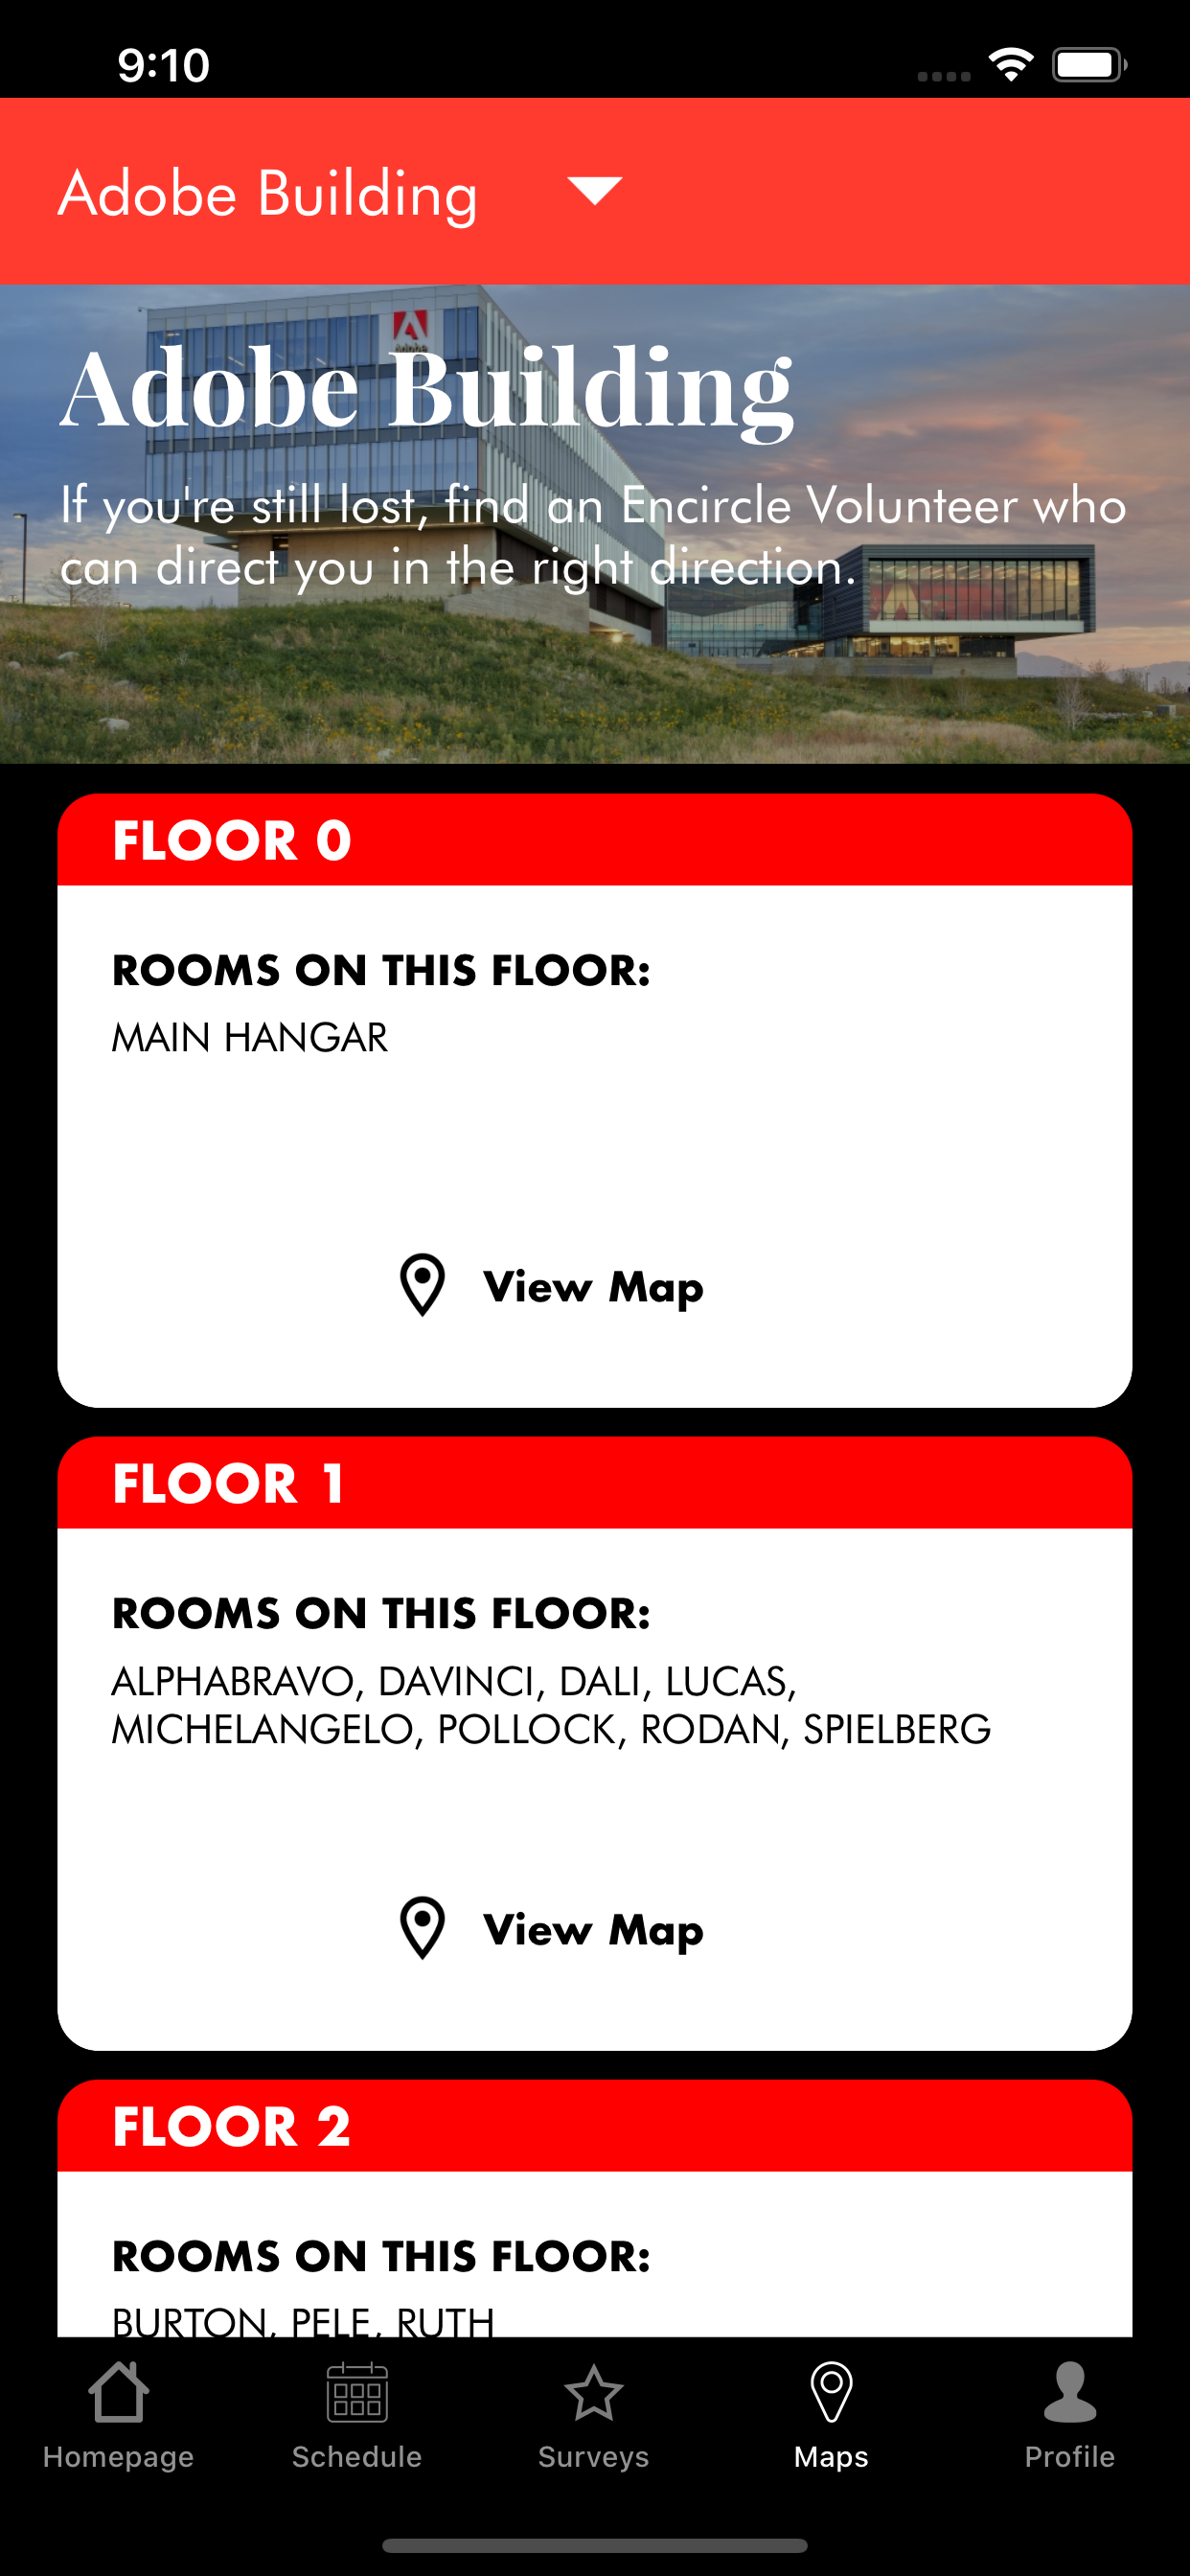 9:10
Adobe Building
Adobe
Adobe Building
If you're still lost, find an Encircle Volunteer who
can direct you in the right direction.
FLOOR 0
ROOMS ON THIS FLOOR:
MAIN HANGAR
View Map
FLOOR 1
ROOMS ON THIS FLOOR:
ALPHABRAVO, DAVINCI, DALI, LUCAS,
MICHELANGELO, POLLOCK, RODAN, SPIELBERG
View Map
FLOOR 2
ROOMS ON THIS FLOOR:
BURTON, PELE, RUTH
Homepage Schedule Surveys Maps Profile